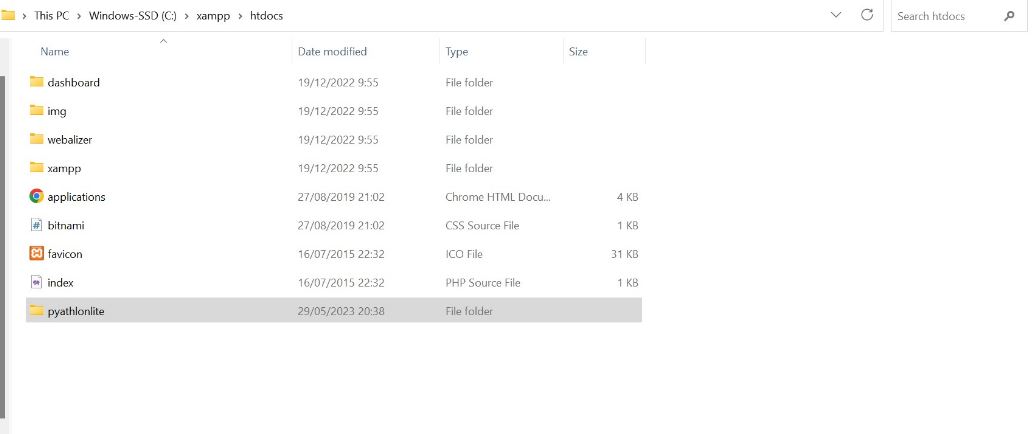 This PC > Windows-SSD (C:) > xampp > htdocs Search htdocs
Name Date modified Type Size
dashboard 19/12/2022 9:55 File folder
img 19/12/2022 9:55 File folder
webalizer 19/12/2022 9:55 File folder
xampp 19/12/2022 9:55 File folder
applications 27/08/2019 21:02 Chrome HTML Docu... 4 KB
bitnami 27/08/2019 21:02 CSS Source File 1 KB
favicon 16/07/2015 22:32 ICO File 31 KB
index 16/07/2015 22:32 PHP Source File 1 KB
pyathlonlite 29/05/2023 20:38 File folder